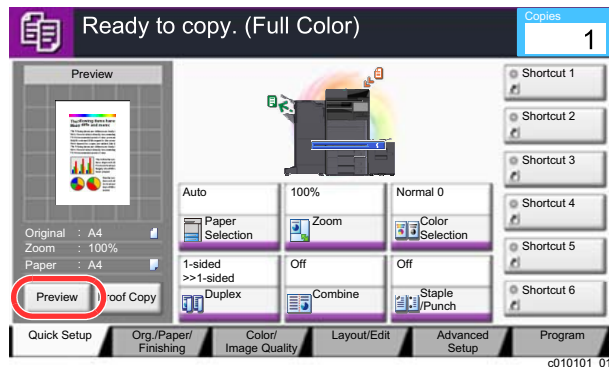 Ready to copy. (Full Color)
Copies
1
Preview
Original : A4
Zoom : 100%
Paper : A4
Preview
roof Copy
Auto
Paper
Selection
100%
Zoom
Normal 0
Color
Selection
1-sided
>>1-sided
Duplex
Off
Combine
Off
Staple
/Punch
Shortcut 1
Shortcut 2
Shortcut 3
Shortcut 4
Shortcut 5
Shortcut 6
Quick Setup
Org./Paper/
Finishing
Color/
Image Quality
Layout/Edit
Advanced
Setup
Program
c010101_01